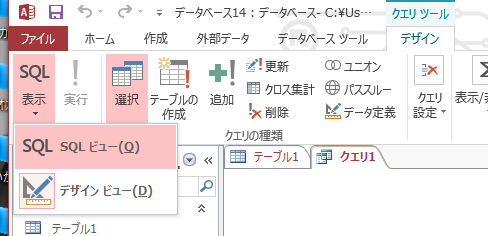 データベース14 : データベース- C:¥Us... クエリ ツール
ファイル ホーム 作成 外部データ データベース ツール デザイン
SQL
表示
実行
選択
テーブルの
作成
追加
更新
クロス集計
削除
ユニオン
パススルー
データ定義
クエリ
設定
表示/
クエリの種類
SQL SQL ビュー(Q)
デザイン ビュー(D)
テーブル1
テーブル1 クエリ1